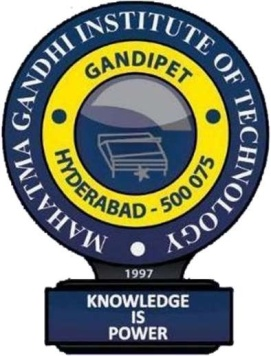 MAHATMA GANDHI INSTITUTE OF TECHNOLOGY
GANDIPET
HYDERABAD - 500 075
1997
KNOWLEDGE
IS
POWER